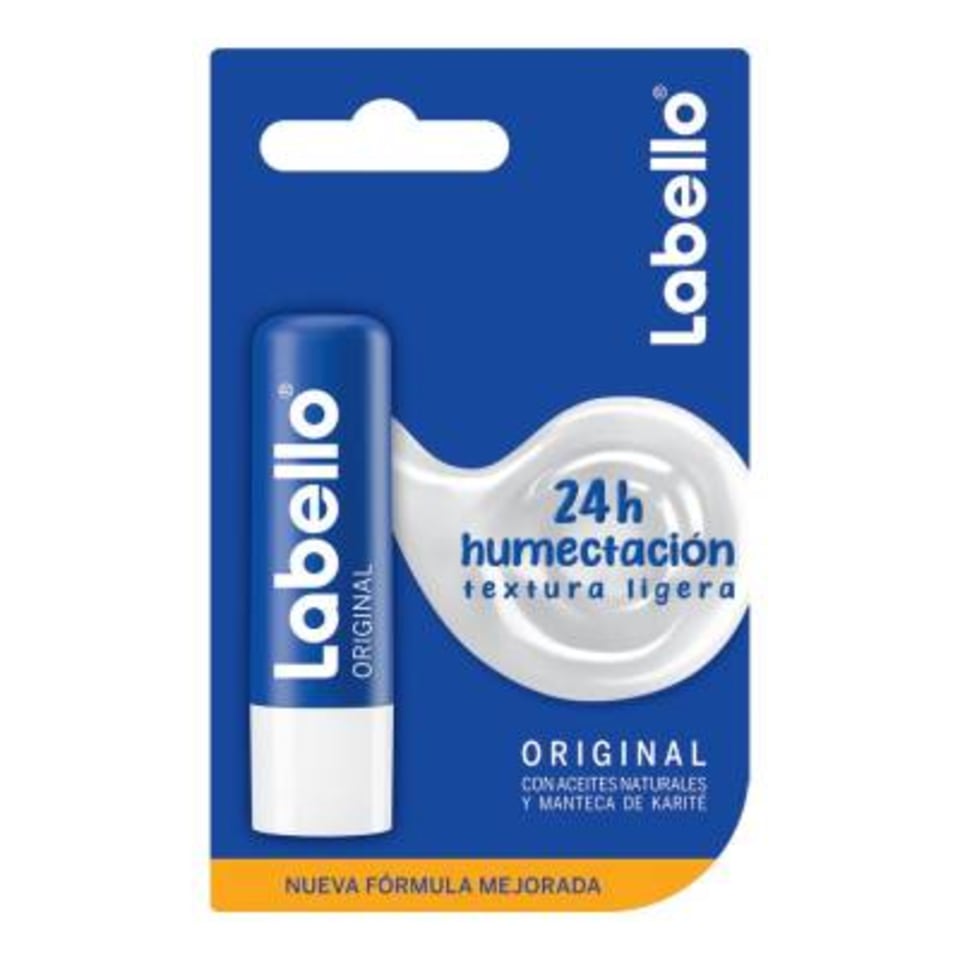 Labello®
Labello®
ORIGINAL
24h
humectación
textura ligera
ORIGINAL
CON ACEITES NATURALES
Y MANTECA DE KARITÉ
NUEVA FÓRMULA MEJORADA